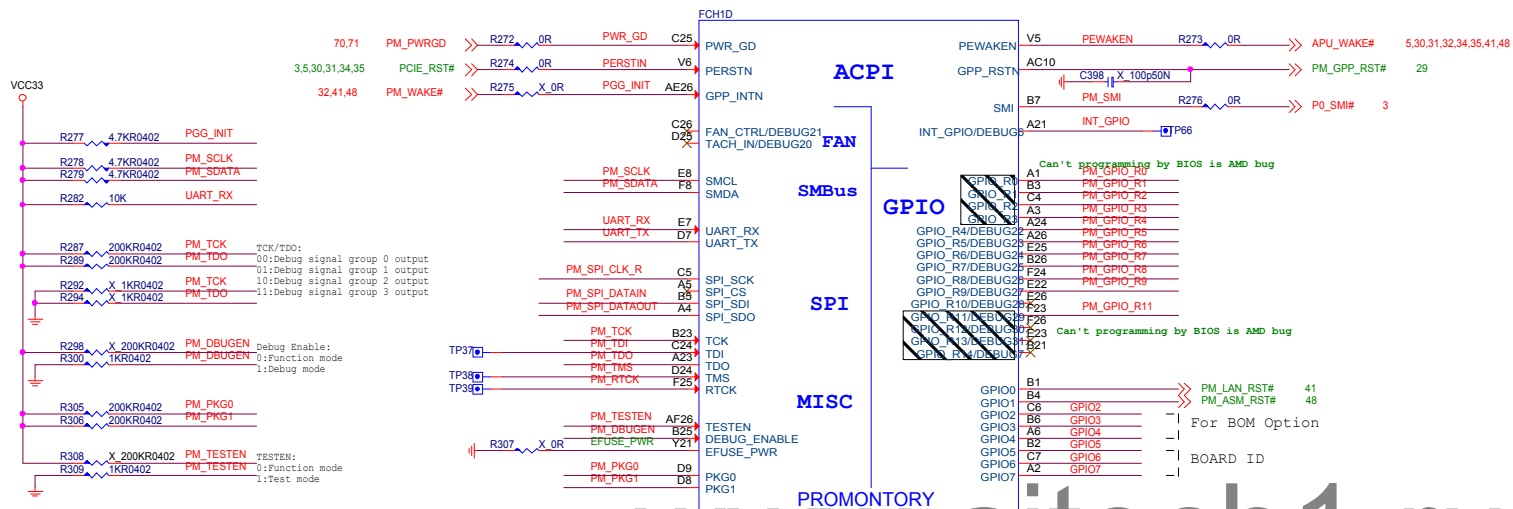 FCH1D
70,71 PM_PWRGD R272 0R PWR_GD C25 PWR_GD
3,5,30,31,34,35 PCIE_RST# R274 0R PERSTIN V6 PERSTN
32,41,48 PM_WAKE# R275 X_0R PGG_INIT AE26 GPP_INTN
ACPI
PEWAKEN V5 PEWAKEN R273 0R APU_WAKE# 5,30,31,32,34,35,41,48
GPP_RSTN AC10 PM_GPP_RST# 29
C398 X_100p50N
SMI B7 PM_SMI R276 0R P0_SMI# 3
INT_GPIO/DEBUG6 A21 INT_GPIO TP66
VCC33
R277 4.7KR0402 PGG_INIT
R278 4.7KR0402 PM_SCLK
R279 4.7KR0402 PM_SDATA
R282 10K UART_RX
R287 200KR0402 PM_TCK
R289 200KR0402 PM_TDO
R292 X_1KR0402 PM_TCK
R294 X_1KR0402 PM_TDO
TCK/TDO:
00:Debug signal group 0 output
01:Debug signal group 1 output
10:Debug signal group 2 output
11:Debug signal group 3 output
R298 X_200KR0402 PM_DBUGEN
R300 1KR0402 PM_DBUGEN
Debug Enable:
0:Function mode
1:Debug mode
R305 200KR0402 PM_PKG0
R306 200KR0402 PM_PKG1
R308 X_200KR0402 PM_TESTEN
R309 1KR0402 PM_TESTEN
TESTEN:
0:Function mode
1:Test mode
C26 FAN_CTRL/DEBUG21
D25 TACH_IN/DEBUG20
FAN
PM_SCLK E8 SMCL
PM_SDATA F8 SMDA
SMBus
UART_RX E7 UART_RX
UART_TX D7 UART_TX
PM_SPI_CLK_R C5 SPI_SCK
A5 SPI_CS
PM_SPI_DATAIN B5 SPI_SDI
PM_SPI_DATAOUT A4 SPI_SDO
SPI
PM_TCK B23 TCK
TP37 PM_TDI C24 TDI
PM_TDO A23 TDO
TP38 PM_TMS D24 TMS
TP39 PM_RTCK F25 RTCK
MISC
PM_TESTEN AF26 TESTEN
PM_DBUGEN B25 DEBUG_ENABLE
R307 X_0R EFUSE_PWR Y21 EFUSE_PWR
PM_PKG0 D9 PKG0
PM_PKG1 D8 PKG1
PROMONTORY
GPIO
Can't programming by BIOS is AMD bug
GPIO_R0 A1 PM_GPIO_R0
GPIO_R1 B3 PM_GPIO_R1
GPIO_R2 C4 PM_GPIO_R2
GPIO_R3 A3 PM_GPIO_R3
GPIO_R4/DEBUG22 A24 PM_GPIO_R4
GPIO_R5/DEBUG23 A26 PM_GPIO_R5
GPIO_R6/DEBUG24 E25 PM_GPIO_R6
GPIO_R7/DEBUG25 B26 PM_GPIO_R7
GPIO_R8/DEBUG26 F24 PM_GPIO_R8
GPIO_R9/DEBUG27 E22 PM_GPIO_R9
GPIO_R10/DEBUG28 E26
GPIO_R11/DEBUG29 F23 PM_GPIO_R11
GPIO_R12/DEBUG30 F26
GPIO_R13/DEBUG31 E23
GPIO_R14/DEBUG7 B21
Can't programming by BIOS is AMD bug
GPIO0 B1 PM_LAN_RST# 41
GPIO1 B4 PM_ASM_RST# 48
GPIO2 C6 GPIO2
GPIO3 B6 GPIO3
GPIO4 A6 GPIO4
GPIO5 B2 GPIO5
GPIO6 C7 GPIO6
GPIO7 A2 GPIO7
For BOM Option
BOARD ID